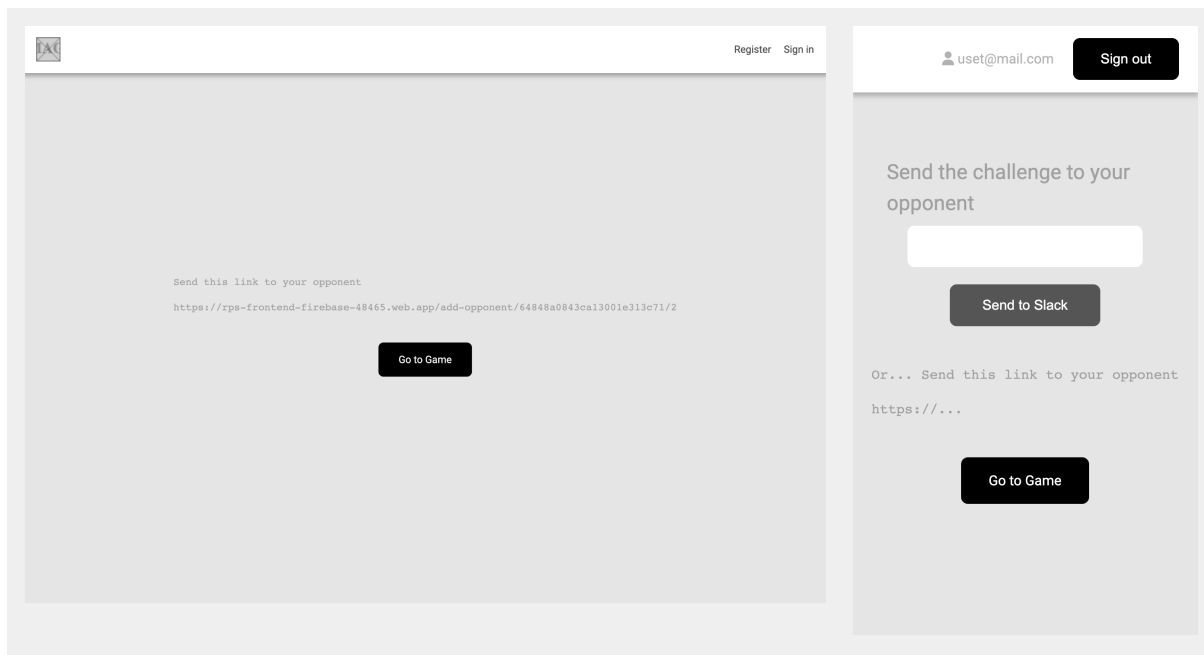 Register Sign in
Send this link to your opponent
https://rps-frontend-firebase-48465.web.app/add-opponent/64848a0843ca13001e313c71/2
Go to Game
uset@mail.com Sign out
Send the challenge to your
opponent
Send to Slack
Or... Send this link to your opponent
https://...
Go to Game